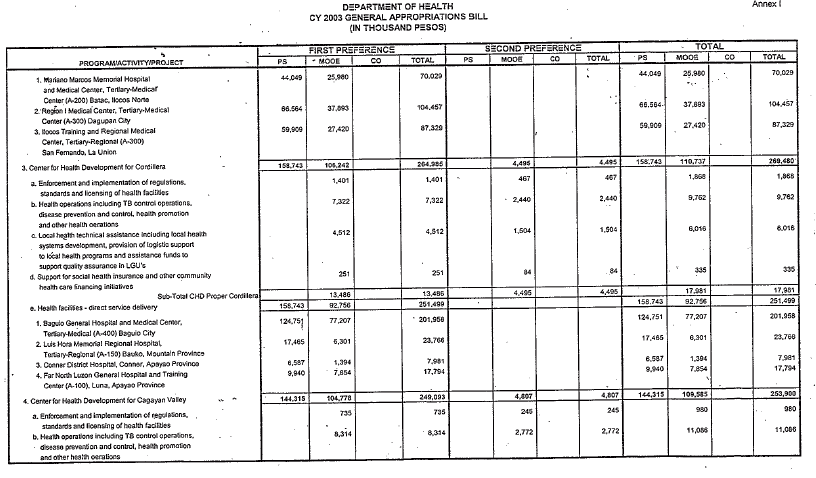 DEPARTMENT OF HEALTH
Annex I
CY 2003 GENERAL APPROPRIATIONS BILL
(IN THOUSAND PESOS)
FIRST PREFERENCE SECOND PREFERENCE TOTAL
PROGRAM/ACTIVITY/PROJECT PS MOOE CO TOTAL PS MOOE CO TOTAL PS MOOE CO TOTAL
1. Mariano Marcos Memorial Hospital 44,049 25,980 70,029 44,049 25,980 70,029
and Medical Center, Tertiary-Medical
Center (A-200) Batac, Ilocos Norte
2. Region I Medical Center, Tertiary-Medical 66,564 37,893 104,457 66,564 37,893 104,457
Center (A-300) Dagupan City
3. Ilocos Training and Regional Medical 59,909 27,420 87,329 59,909 27,420 87,329
Center, Tertiary-Regional (A-300)
San Fernando, La Union
3. Center for Health Development for Cordillera 158,743 106,242 264,985 4,495 4,495 158,743 110,737 269,480
a. Enforcement and implementation of regulations, 1,401 1,401 467 467 1,868 1,868
standards and licensing of health facilities
b. Health operations including TB control operations, 7,322 7,322 2,440 2,440 9,762 9,762
disease prevention and control, health promotion
and other health oerations
c. Local health technical assistance including local health 4,512 4,512 1,504 1,504 6,016 6,016
systems development, provision of logistic support
to local health programs and assistance funds to
support quality assurance in LGU's
d. Support for social health insurance and other community 251 251 84 84 335 335
health care financing initiatives
Sub-Total CHD Proper Cordillera 13,486 13,486 4,495 4,495 17,981 17,981
e. Health facilities - direct service delivery 158,743 92,756 251,499 158,743 92,756 251,499
1. Baguio General Hospital and Medical Center, 124,751 77,207 201,958 124,751 77,207 201,958
Tertiary-Medical (A-400) Baguio City
2. Luis Hora Memorial Regional Hospital, 17,465 6,301 23,766 17,465 6,301 23,766
Tertiary-Regional (A-150) Bauko, Mountain Province
3. Conner District Hospital, Conner, Apayao Province 6,587 1,394 7,981 6,587 1,394 7,981
4. Far North Luzon General Hospital and Training 9,940 7,854 17,794 9,940 7,854 17,794
Center (A-100), Luna, Apayao Province
4. Center for Health Development for Cagayan Valley 144,315 104,778 249,093 4,807 4,807 144,315 109,585 253,900
a. Enforcement and implementation of regulations, 735 735 245 245 980 980
standards and licensing of health facilities
b. Health operations including TB control operations, 8,314 8,314 2,772 2,772 11,086 11,086
disease prevention and control, health promotion
and other health oerations